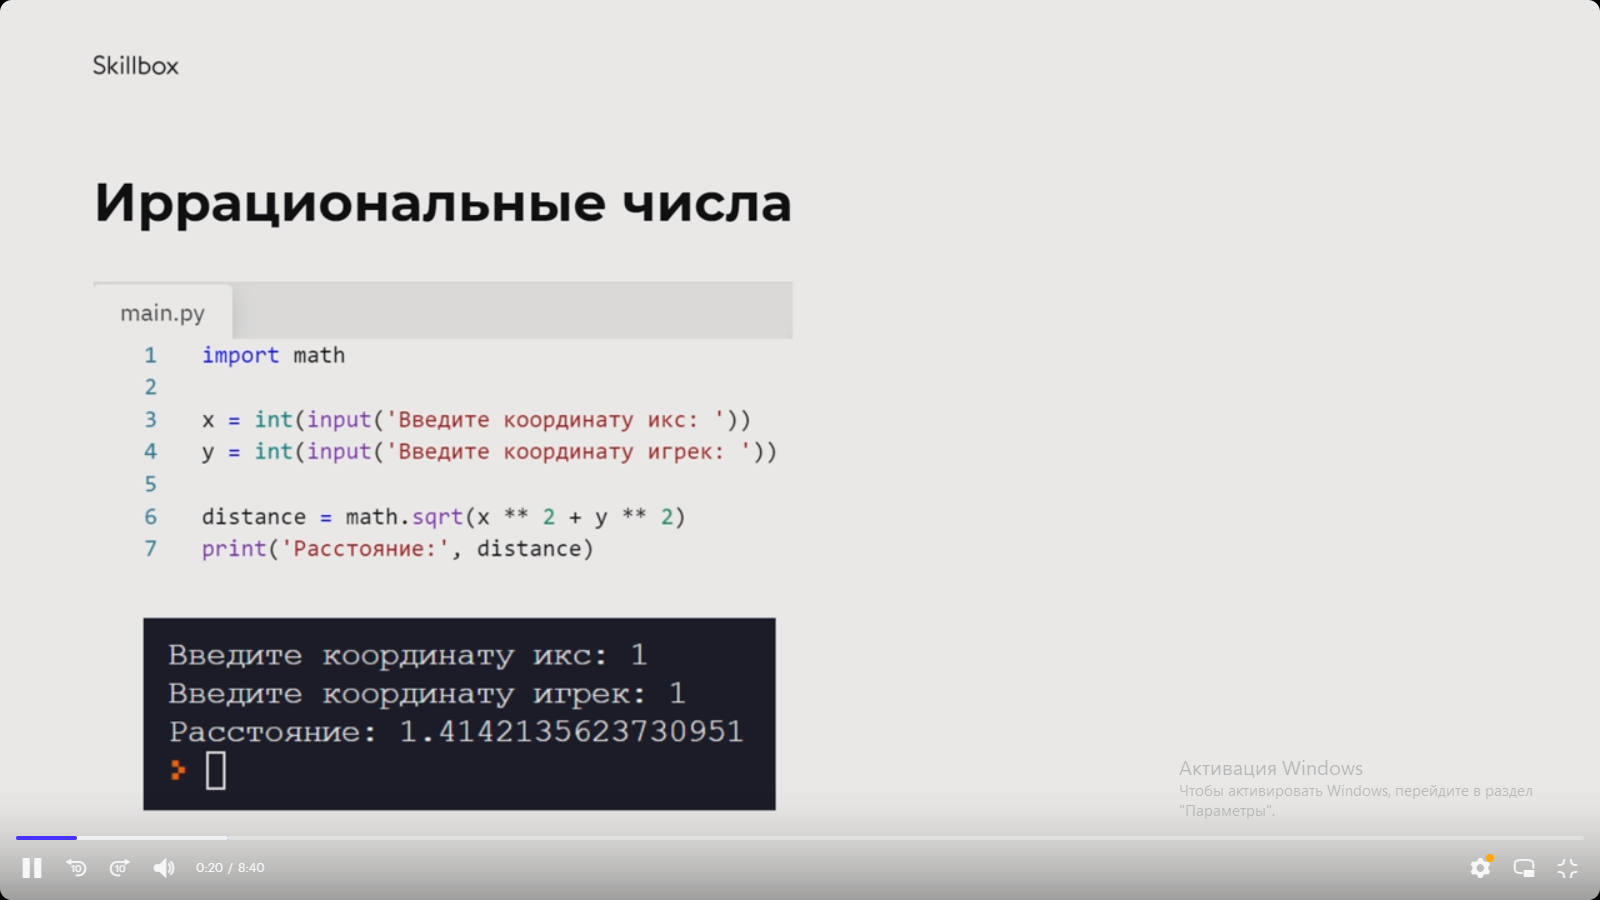 Skillbox
Иррациональные числа
main.py
1 import math
2
3 x = int(input('Введите координату икс: '))
4 y = int(input('Введите координату игрек: '))
5
6 distance = math.sqrt(x ** 2 + y ** 2)
7 print('Расстояние:', distance)
Введите координату икс: 1
Введите координату игрек: 1
Расстояние: 1.4142135623730951
Активация Windows
Чтобы активировать Windows, перейдите в раздел
"Параметры".
10 10 0:20 / 8:40